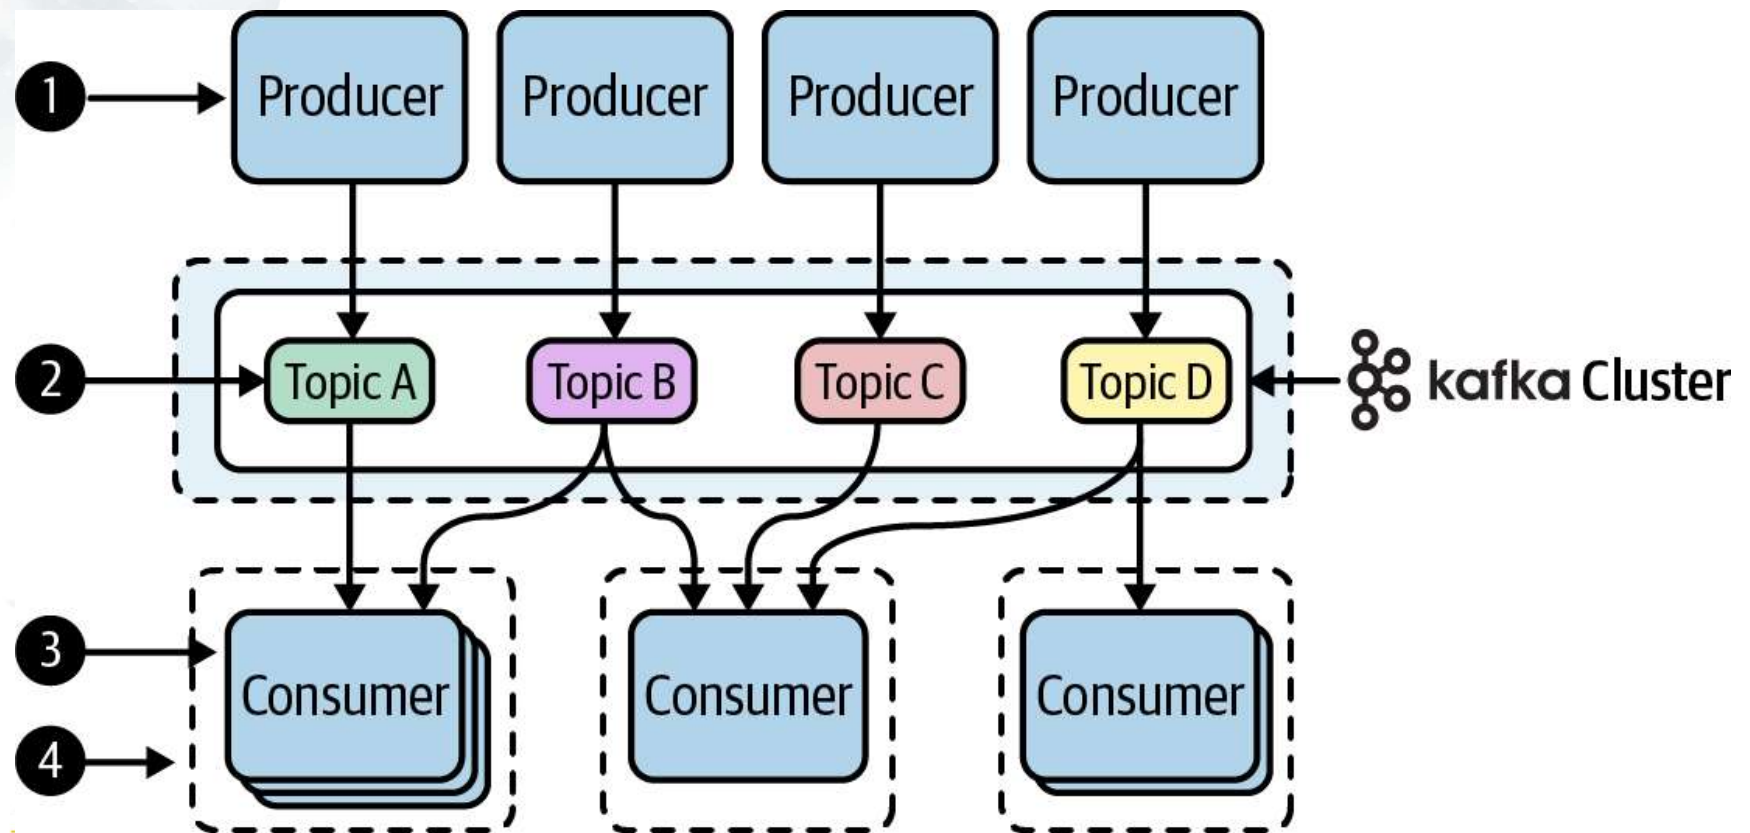 1
Producer
Producer
Producer
Producer
2
Topic A
Topic B
Topic C
Topic D
kafka Cluster
3
Consumer
Consumer
Consumer
4